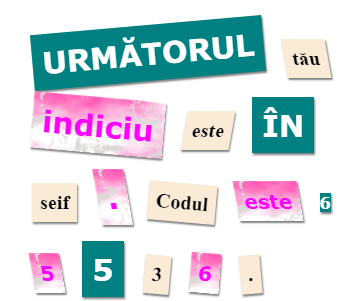 URMĂTORUL tău
indiciu este ÎN
seif . Codul este 6
5 5 3 6 .